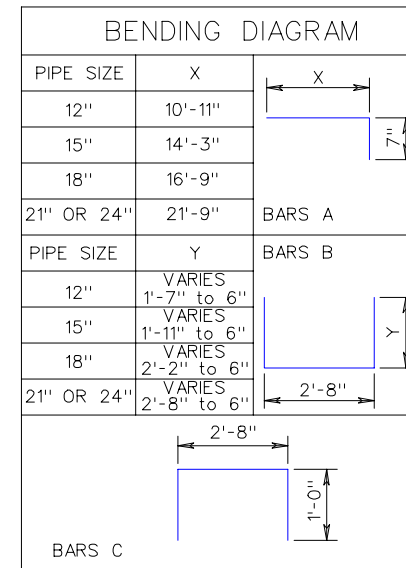 BENDING DIAGRAM
PIPE SIZE X
12" 10'-11"
15" 14'-3"
18" 16'-9"
21" OR 24" 21'-9"
X
7"
BARS A
PIPE SIZE Y
12" VARIES 1'-7" to 6"
15" VARIES 1'-11" to 6"
18" VARIES 2'-2" to 6"
21" OR 24" VARIES 2'-8" to 6"
BARS B
Y
2'-8"
2'-8"
1'-0"
BARS C